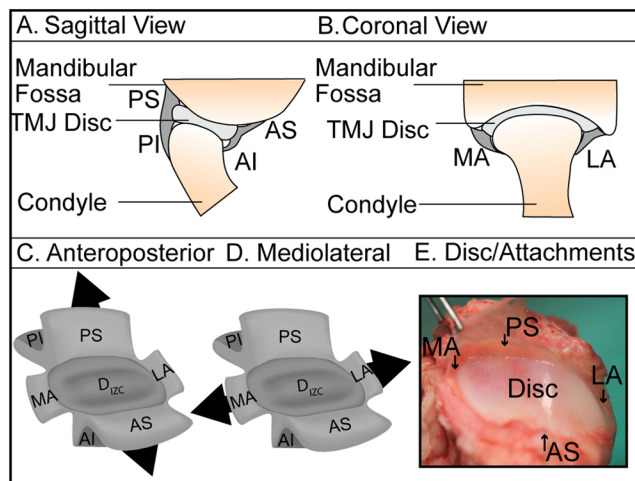 A. Sagittal View
Mandibular
Fossa
PS
TMJ Disc
PI
AS
AI
Condyle
B. Coronal View
Mandibular
Fossa
TMJ Disc
MA
LA
Condyle
C. Anteroposterior
PI
PS
LA
MA
DIZC
AS
AI
D. Mediolateral
PI
PS
LA
MA
DIZC
AS
AI
E. Disc/Attachments
PS
MA
Disc
LA
AS